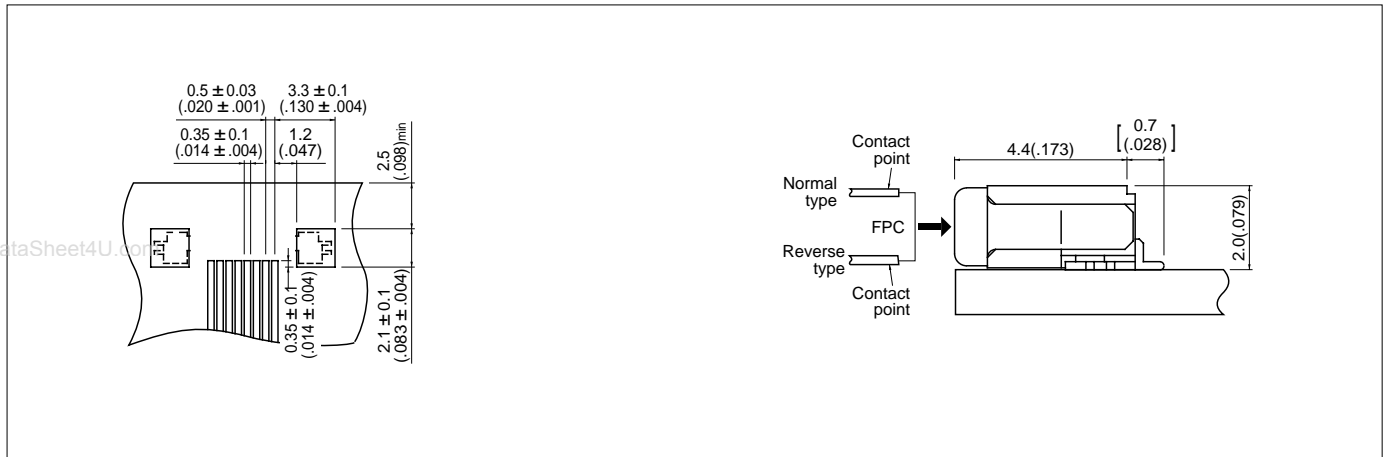 0.5 ± 0.03
(.020 ± .001)
3.3 ± 0.1
(.130 ± .004)
0.35 ± 0.1
(.014 ± .004)
1.2
(.047)
2.5
(.098)min
0.35 ± 0.1
(.014 ± .004)
2.1 ± 0.1
(.083 ± .004)
ataSheet4U.com
Contact
point
Normal
type
FPC
Reverse
type
Contact
point
4.4(.173)
[ 0.7
(.028) ]
2.0(.079)